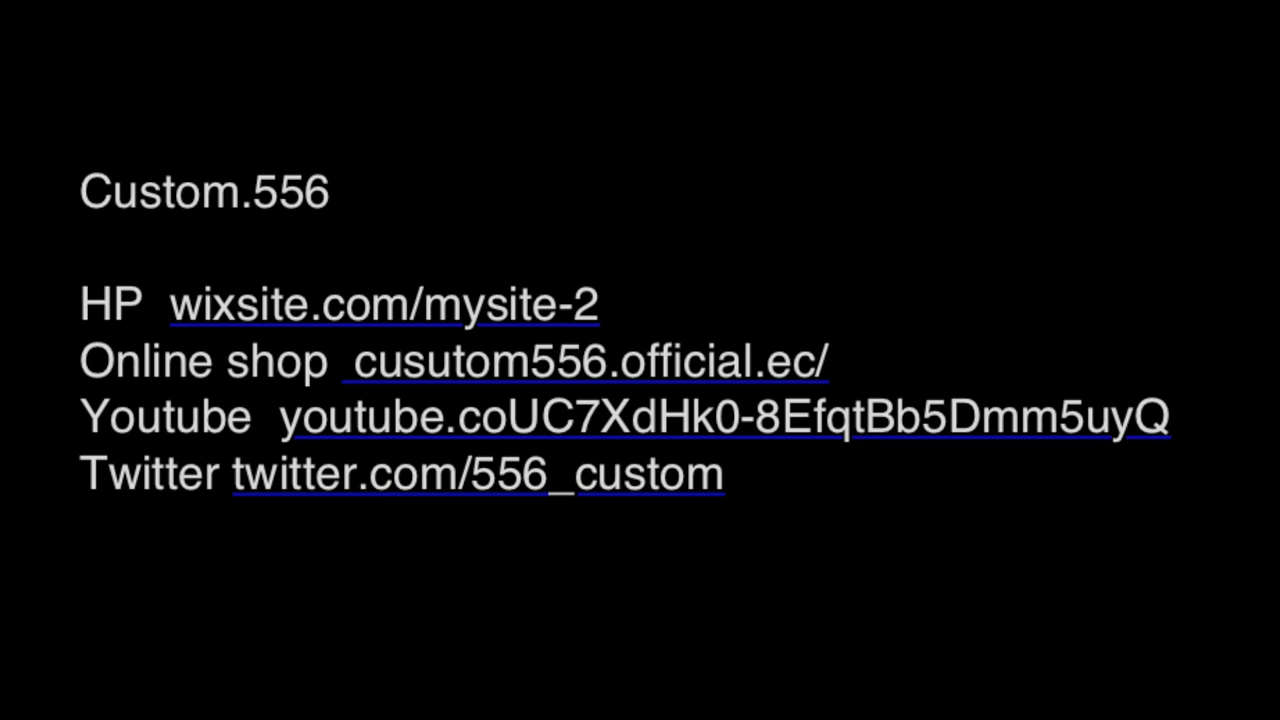 Custom.556
HP wixsite.com/mysite-2
Online shop cusutom556.official.ec/
Youtube youtube.coUC7XdHk0-8EfqtBb5Dmm5uyQ
Twitter twitter.com/556_custom